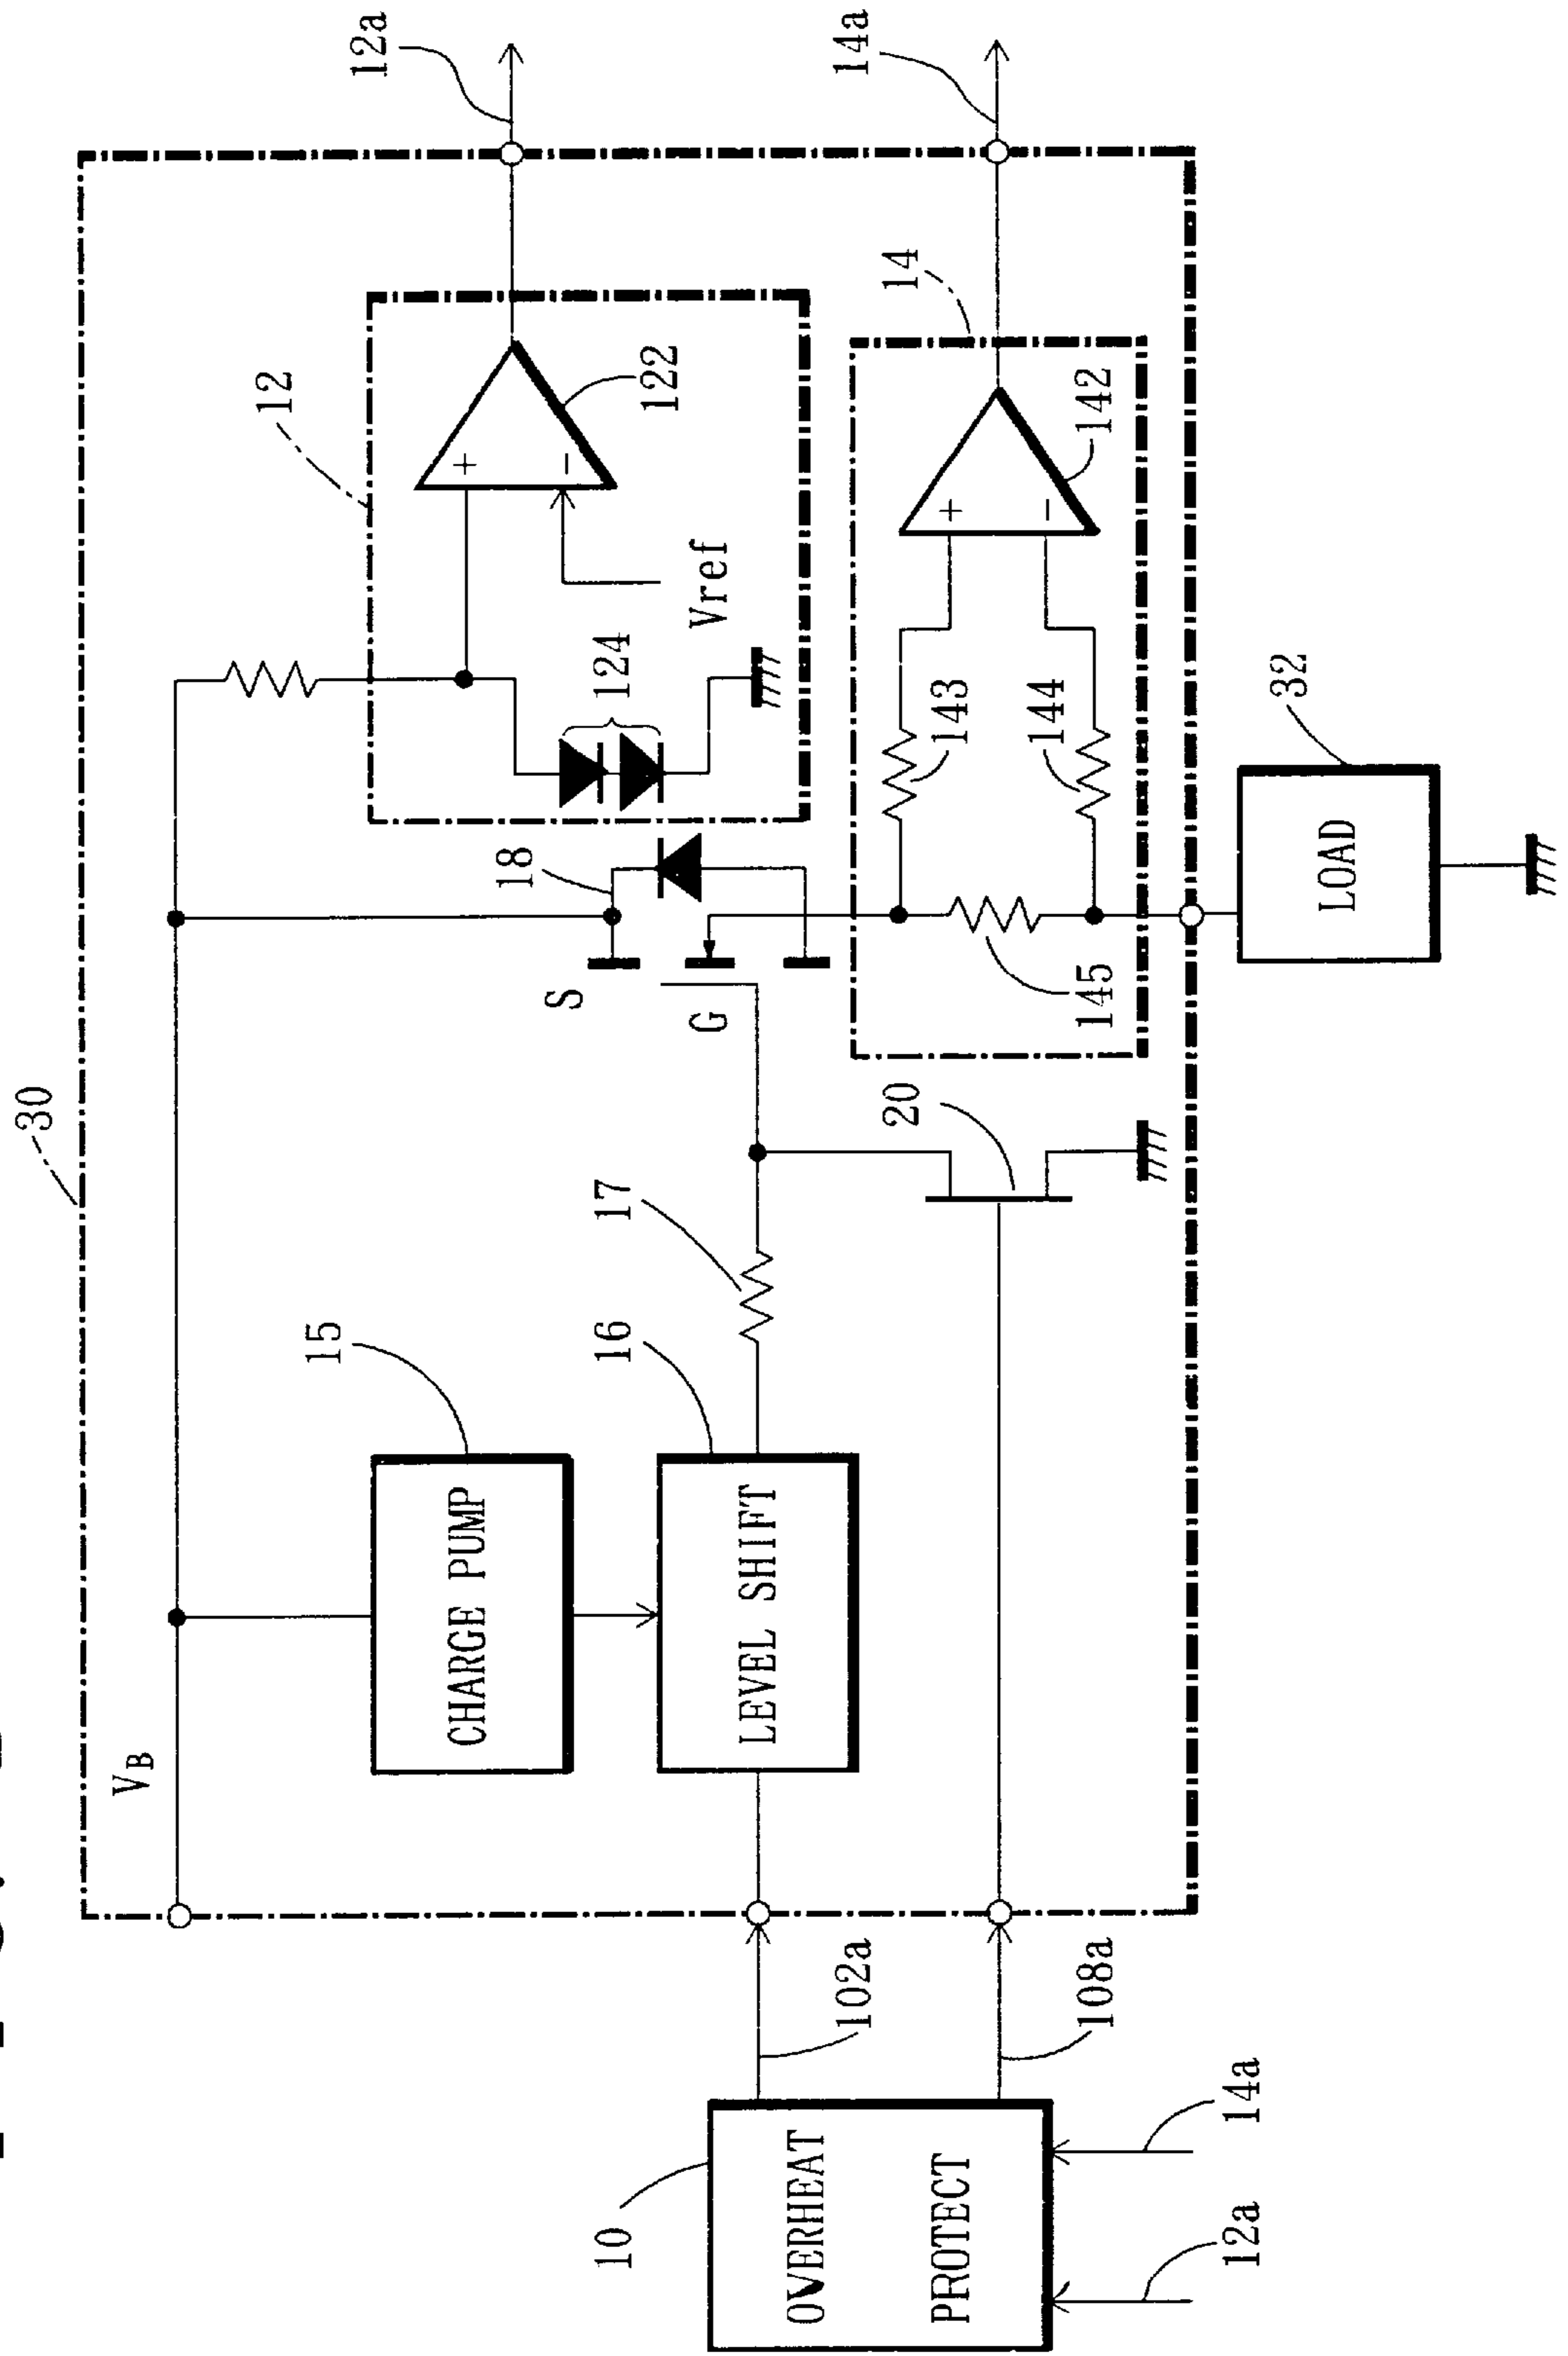 30
V_B
12a
14a
12
122
Vref
124
18
S
G
14
142
143
144
145
15
CHARGE PUMP
16
LEVEL SHIFT
17
20
32
LOAD
102a
108a
10
OVERHEAT
PROTECT
12a
14a